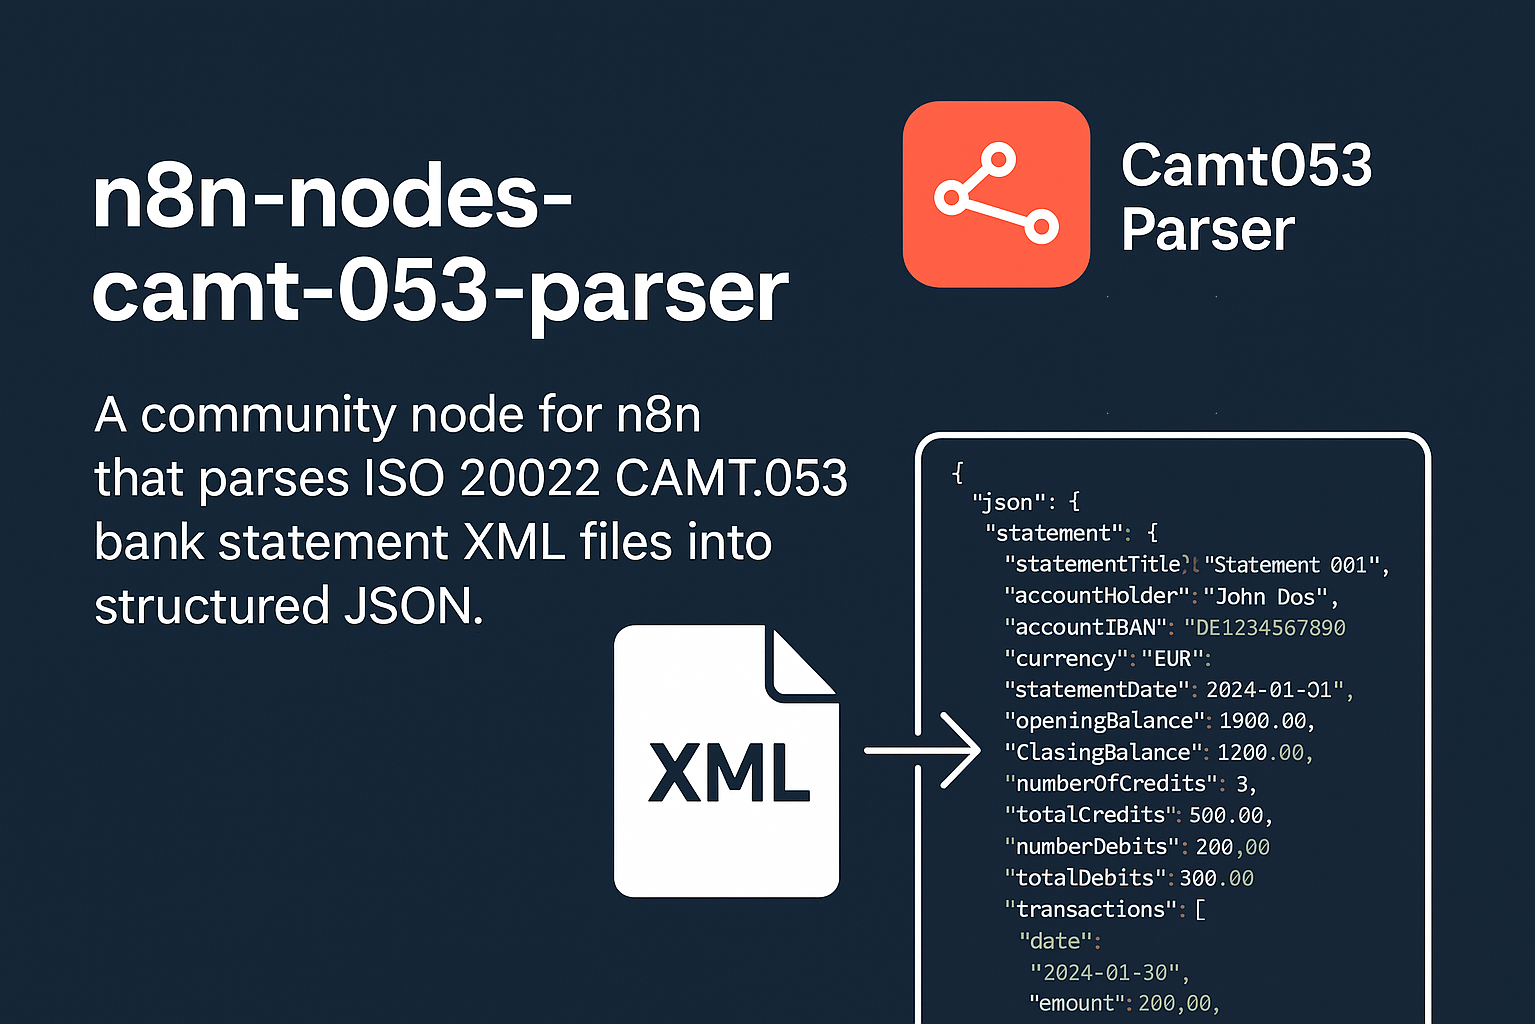 n8n-nodes-
camt-053-parser
A community node for n8n
that parses ISO 20022 CAMT.053
bank statement XML files into
structured JSON.
Camt053
Parser
XML
{
"json": {
"statement": {
"statementTitle": "Statement 001",
"accountHolder": "John Dos",
"accountIBAN": "DE1234567890
"currency": "EUR":
"statementDate": 2024-01-01",
"openingBalance": 1900.00,
"ClasingBalance": 1200.00,
"numberOfCredits": 3,
"totalCredits": 500.00,
"numberDebits": 200,00
"totalDebits": 300.00
"transactions": [
"date":
"2024-01-30",
"emount": 200,00,